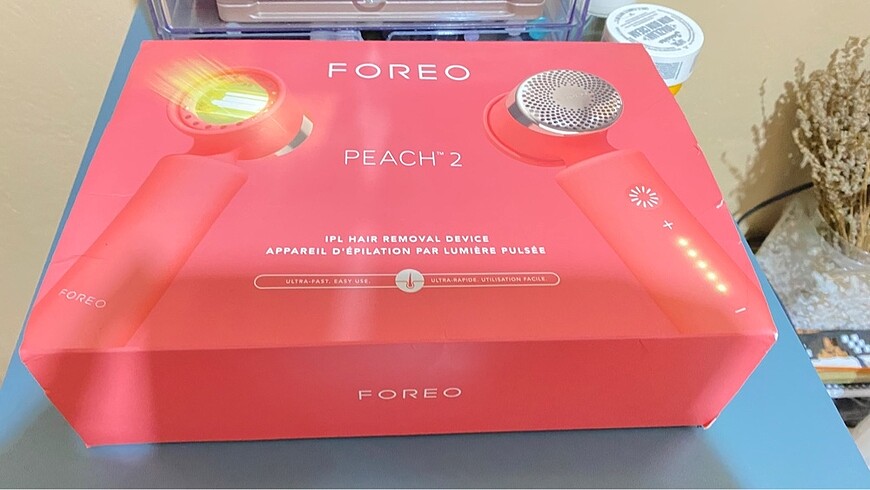 FOREO
PEACH™ 2
IPL HAIR REMOVAL DEVICE
APPAREIL D'ÉPILATION PAR LUMIÈRE PULSÉE
ULTRA-FAST, EASY USE.
ULTRA-RAPIDE, UTILISATION FACILE.
FOREO
FOREO